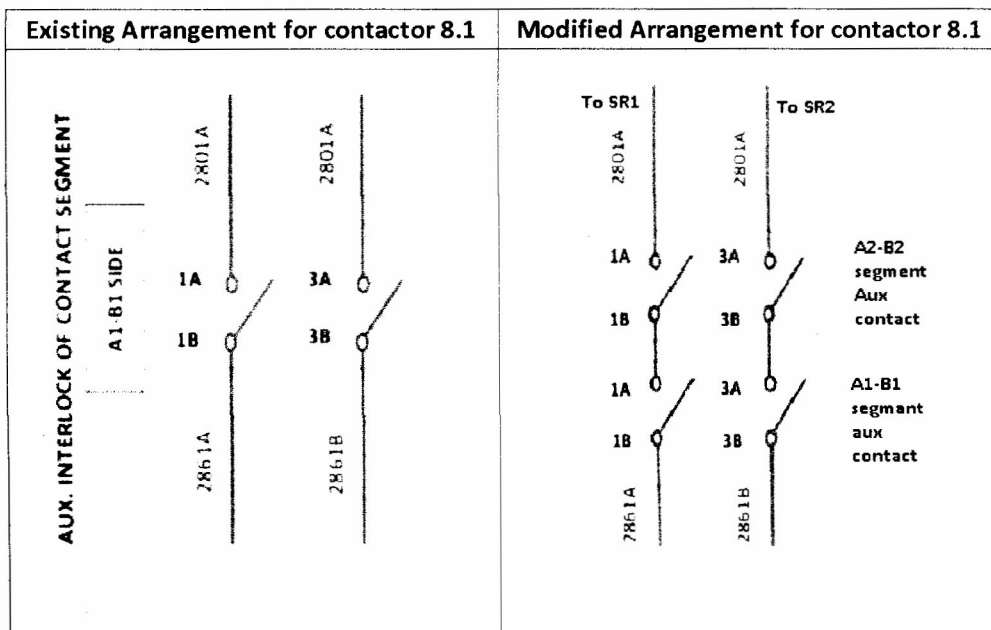 Existing Arrangement for contactor 8.1
AUX. INTERLOCK OF CONTACT SEGMENT
A1-B1 SIDE
2801A
2801A
1A
3A
1B
3B
2861A
2861B
Modified Arrangement for contactor 8.1
To SR1
To SR2
2801A
2801A
1A
3A
A2-B2
segment
Aux
contact
1B
3B
1A
3A
A1-B1
segmant
aux
contact
1B
3B
2861A
2861B